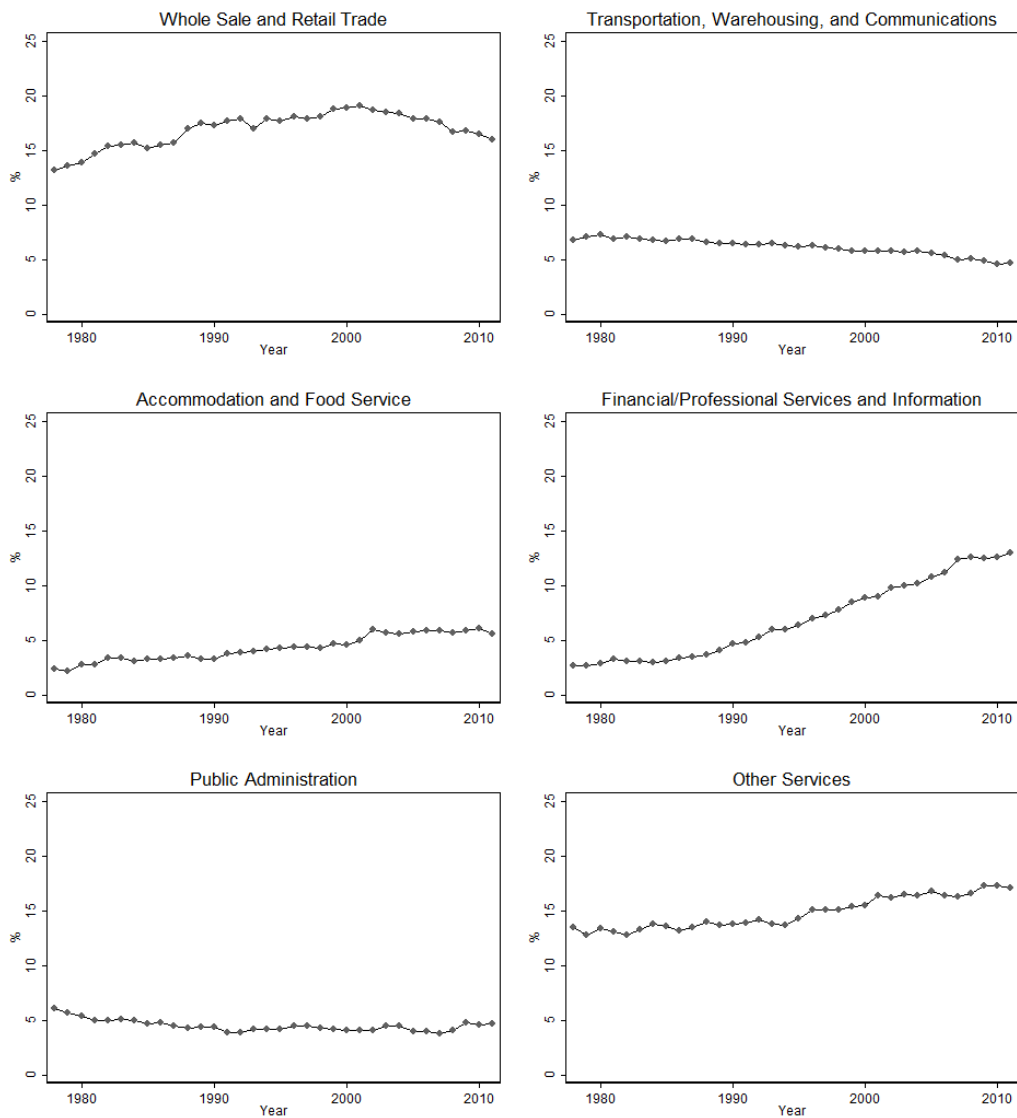 Whole Sale and Retail Trade
25
20
15
%
10
5
0
1980 1990 2000 2010
Year
Transportation, Warehousing, and Communications
25
20
15
%
10
5
0
1980 1990 2000 2010
Year
Accommodation and Food Service
25
20
15
%
10
5
0
1980 1990 2000 2010
Year
Financial/Professional Services and Information
25
20
15
%
10
5
0
1980 1990 2000 2010
Year
Public Administration
25
20
15
%
10
5
0
1980 1990 2000 2010
Year
Other Services
25
20
15
%
10
5
0
1980 1990 2000 2010
Year